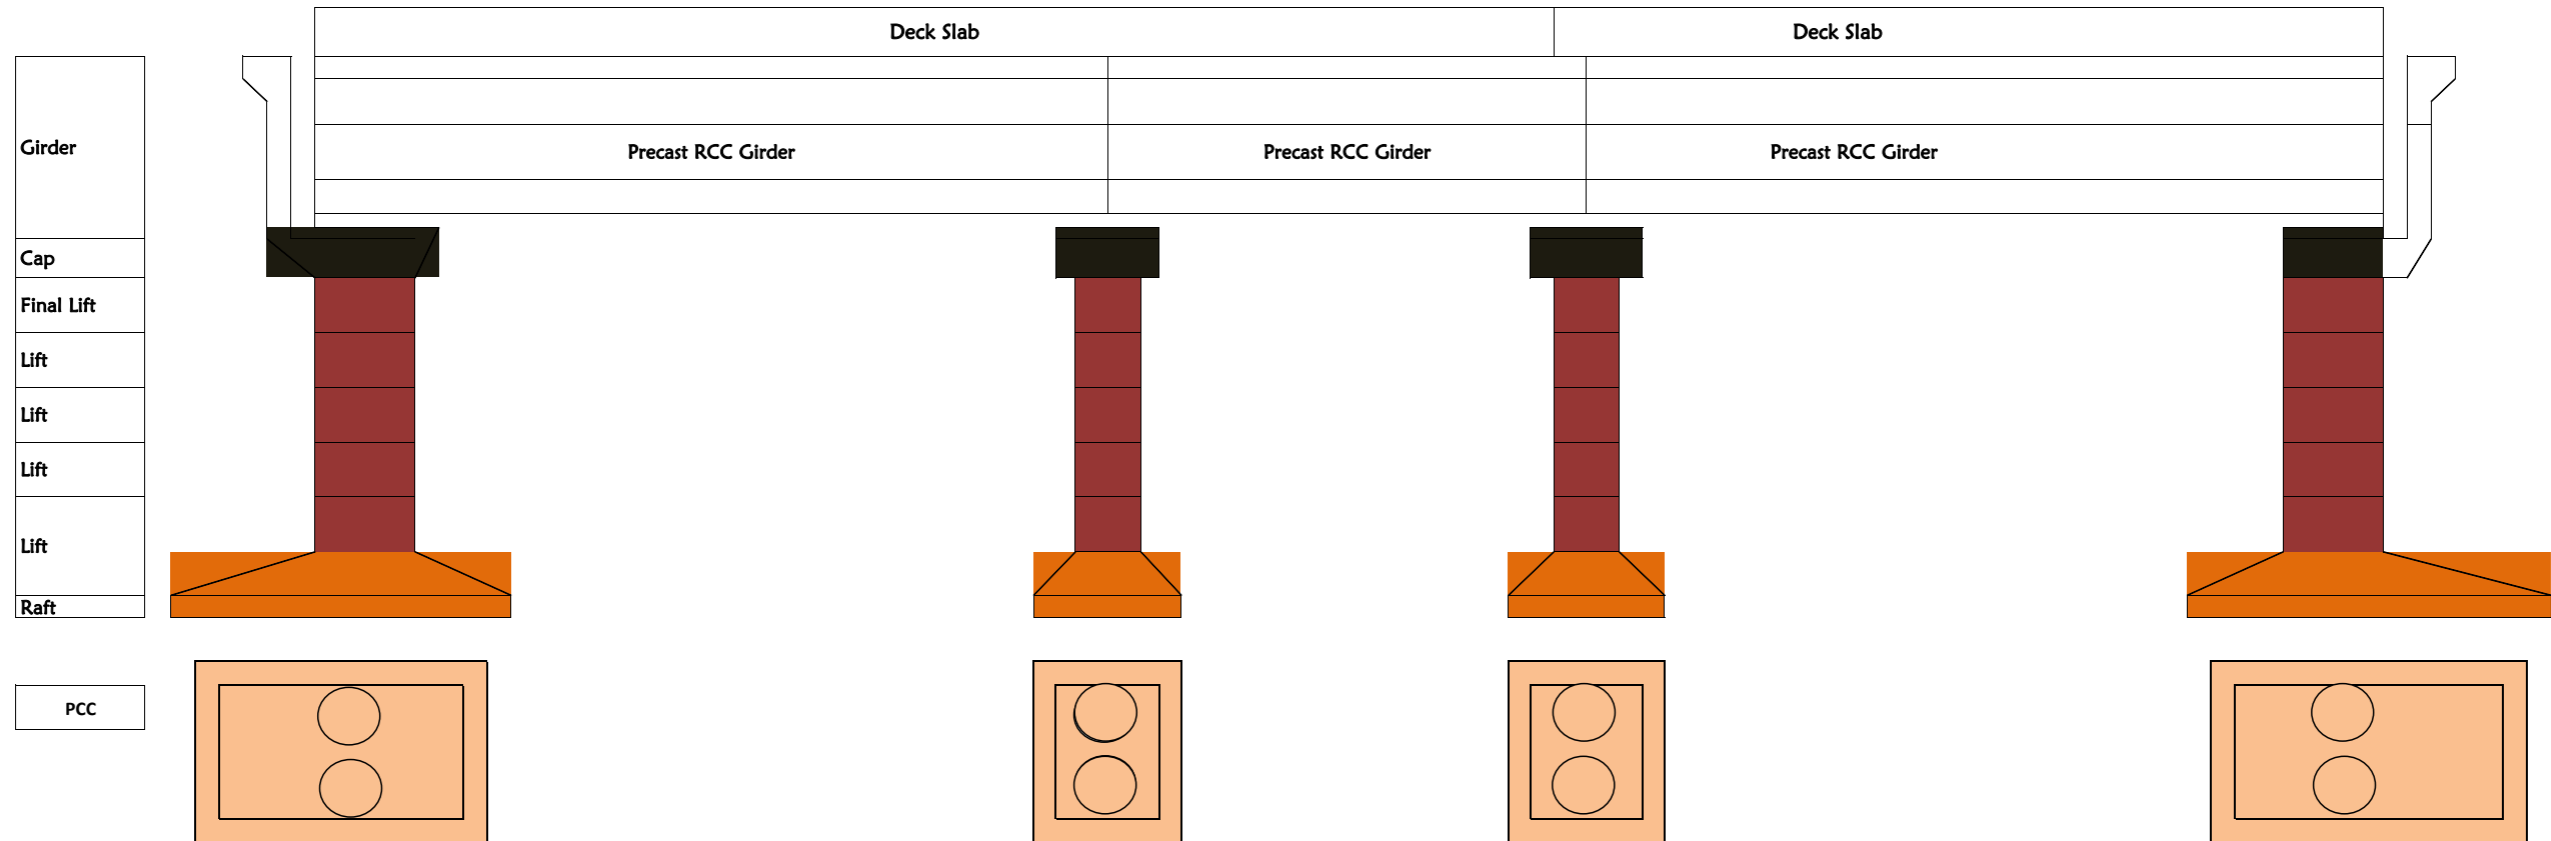 Deck Slab
Deck Slab
Girder
Precast RCC Girder
Precast RCC Girder
Precast RCC Girder
Cap
Final Lift
Lift
Lift
Lift
Lift
Raft
PCC